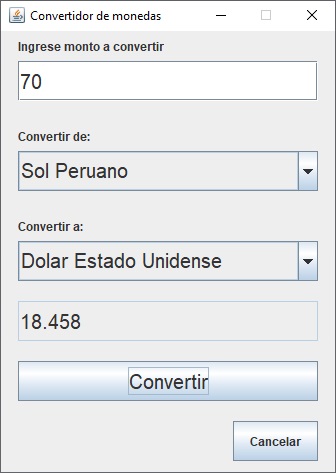 Convertidor de monedas
Ingrese monto a convertir
70
Convertir de:
Sol Peruano
Convertir a:
Dolar Estado Unidense
18.458
Convertir
Cancelar